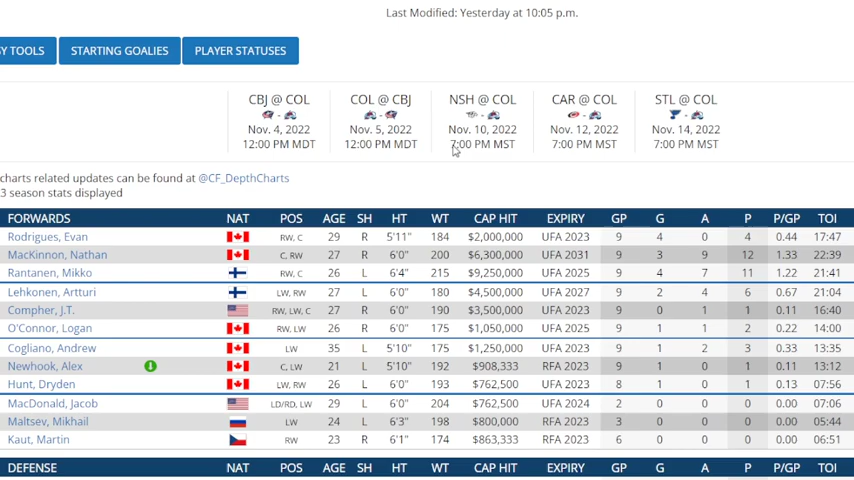 Last Modified: Yesterday at 10:05 p.m.
Y TOOLS STARTING GOALIES PLAYER STATUSES
CBJ @ COL COL @ CBJ NSH @ COL CAR @ COL STL @ COL
Nov. 4, 2022 Nov. 5, 2022 Nov. 10, 2022 Nov. 12, 2022 Nov. 14, 2022
12:00 PM MDT 12:00 PM MDT 7:00 PM MST 7:00 PM MST 7:00 PM MST
charts related updates can be found at @CF_DepthCharts
3 season stats displayed
FORWARDS NAT POS AGE SH HT WT CAP HIT EXPIRY GP G A P P/GP TOI
Rodrigues, Evan RW, C 29 R 5'11" 184 $2,000,000 UFA 2023 9 4 0 4 0.44 17:47
MacKinnon, Nathan C, RW 27 R 6'0" 200 $6,300,000 UFA 2031 9 3 9 12 1.33 22:39
Rantanen, Mikko RW, C 26 L 6'4" 215 $9,250,000 UFA 2025 9 4 7 11 1.22 21:41
Lehkonen, Artturi LW, RW 27 L 6'0" 180 $4,500,000 UFA 2027 9 2 4 6 0.67 21:04
Compher, J.T. RW, LW, C 27 R 6'0" 190 $3,500,000 UFA 2023 9 0 1 1 0.11 16:40
O'Connor, Logan RW, LW 26 R 6'0" 175 $1,050,000 UFA 2025 9 1 1 2 0.22 14:00
Cogliano, Andrew LW 35 L 5'10" 175 $1,250,000 UFA 2023 9 1 2 3 0.33 13:35
Newhook, Alex C, LW 21 L 5'10" 192 $908,333 RFA 2023 9 1 0 1 0.11 13:12
Hunt, Dryden LW, RW 26 L 6'0" 193 $762,500 UFA 2023 8 1 0 1 0.13 07:56
MacDonald, Jacob LD/RD, LW 29 L 6'0" 204 $762,500 UFA 2024 2 0 0 0 0.00 07:06
Maltsev, Mikhail LW 24 L 6'3" 198 $800,000 RFA 2023 3 0 0 0 0.00 05:44
Kaut, Martin RW 23 R 6'1" 174 $863,333 RFA 2023 6 0 0 0 0.00 06:51
DEFENSE NAT POS AGE SH HT WT CAP HIT EXPIRY GP G A P P/GP TOI